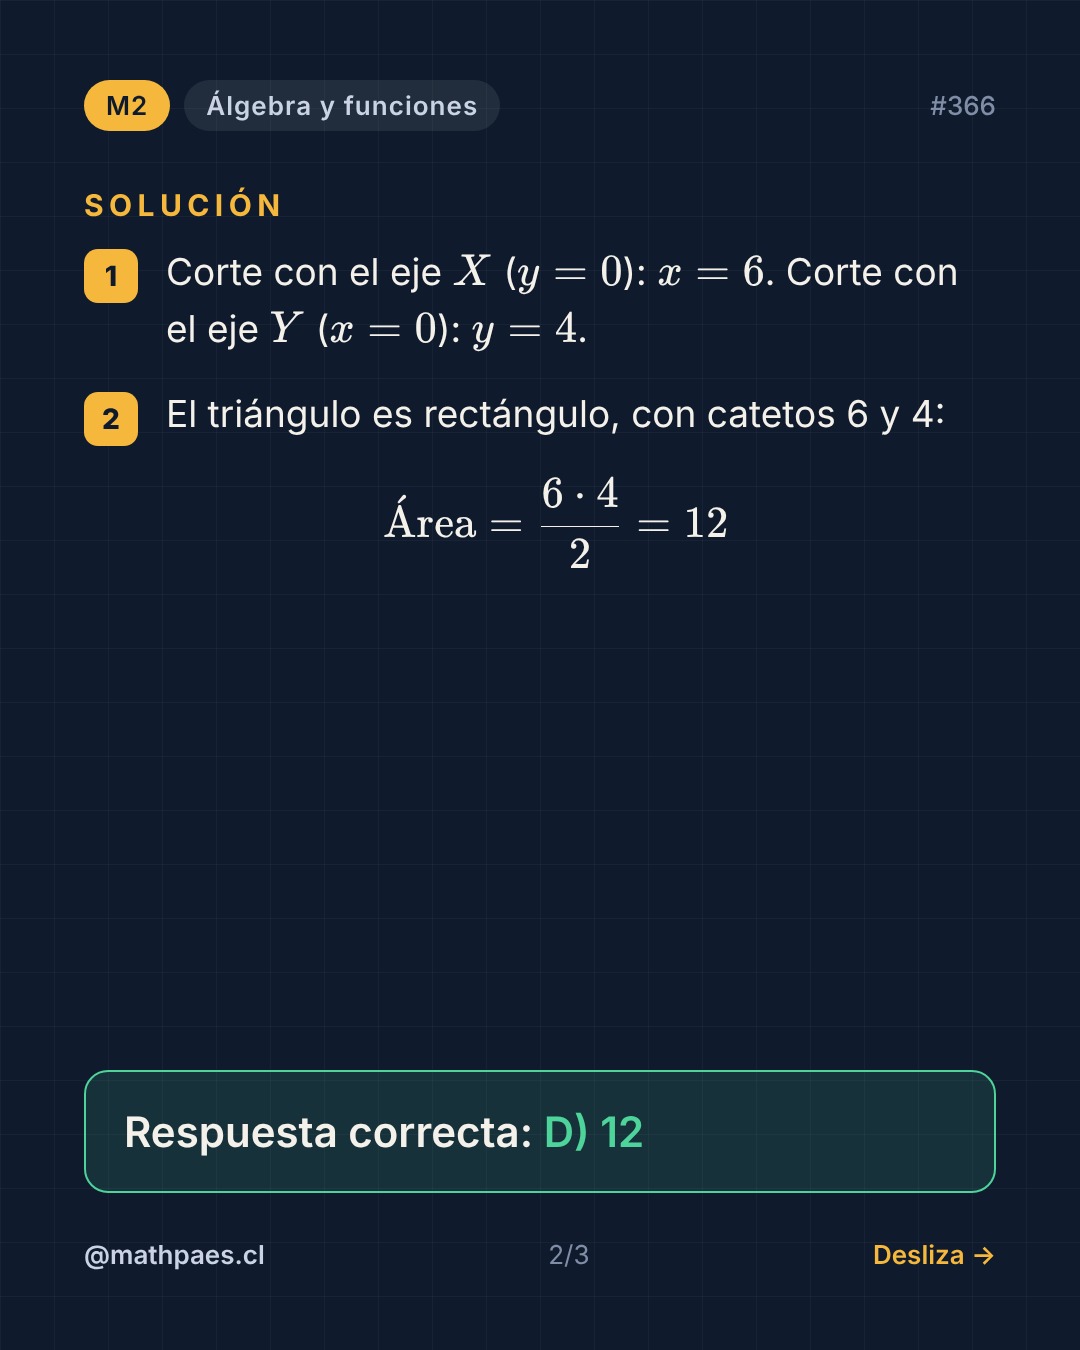 M2 Álgebra y funciones #366
SOLUCIÓN
1 Corte con el eje X (y = 0): x = 6. Corte con
el eje Y (x = 0): y = 4.
2 El triángulo es rectángulo, con catetos 6 y 4:
Área = \frac{6 · 4}{2} = 12
Respuesta correcta: D) 12
@mathpaes.cl 2/3 Desliza →